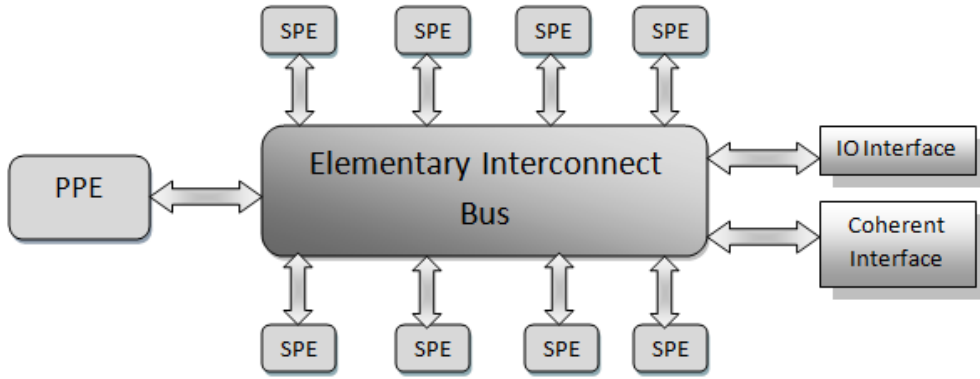 SPE SPE SPE SPE
Elementary Interconnect
Bus
PPE
IO Interface
Coherent
Interface
SPE SPE SPE SPE